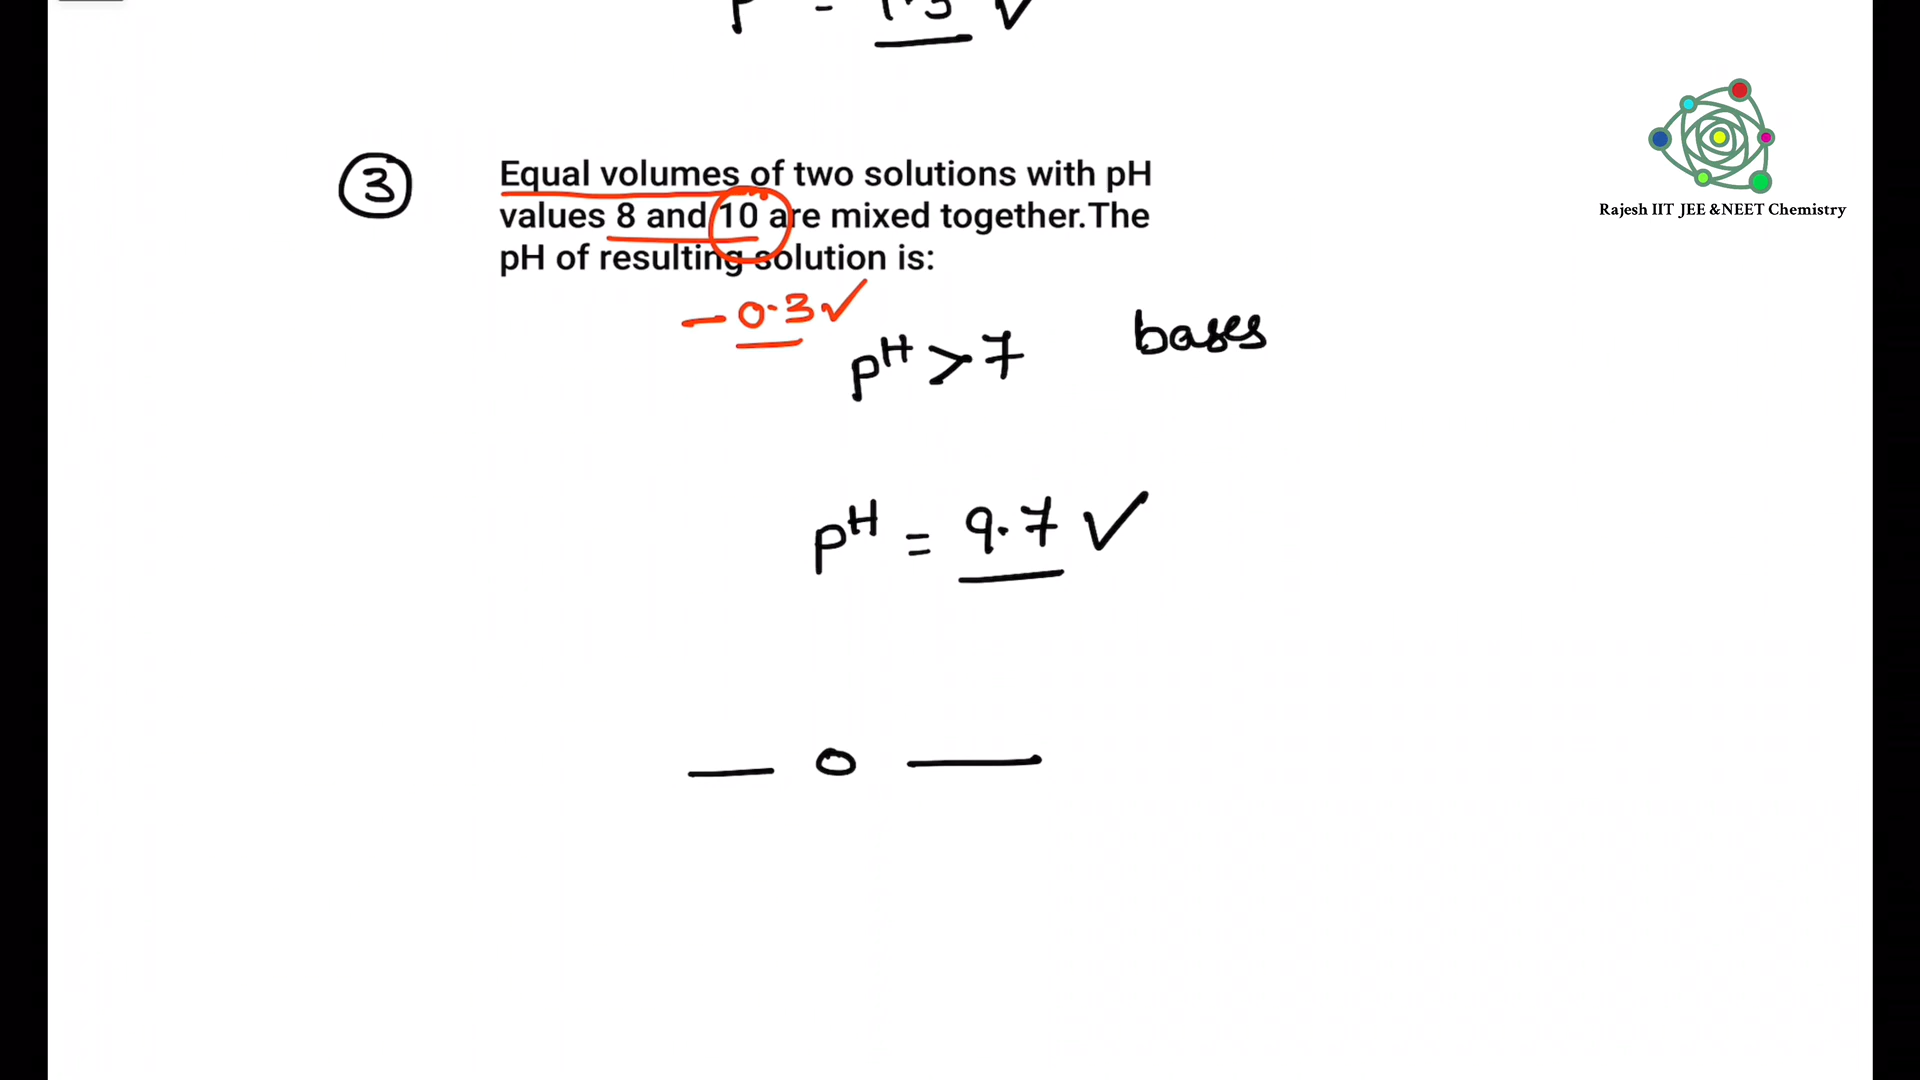 3
Equal volumes of two solutions with pH
values 8 and 10 are mixed together.The
pH of resulting solution is:
- 0.3 ✓
pH > 7 bases
pH = 9.7 ✓
— o —
Rajesh IIT JEE &NEET Chemistry